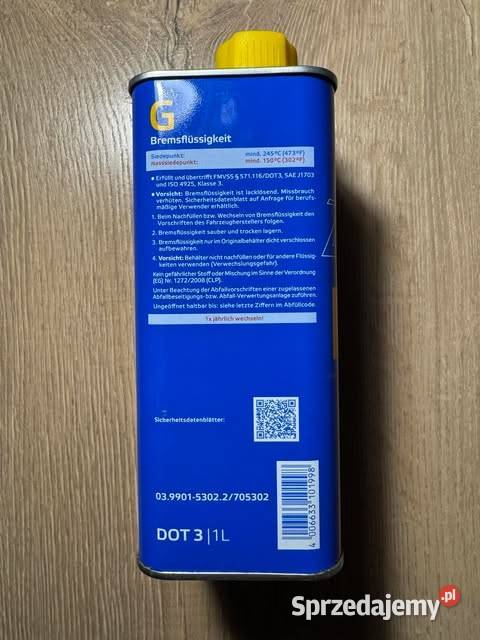 G
Bremsflüssigkeit
Siedepunkt: mind. 245°C (473°F)
Nasssiedepunkt: mind. 150°C (302°F)
● Erfüllt und übertrifft FMVSS § 571.116/DOT3, SAE J1703
und ISO 4925, Klasse 3.
● Vorsicht: Bremsflüssigkeit ist lacklösend. Missbrauch
verhüten. Sicherheitsdatenblatt auf Anfrage für berufs-
mäßige Verwender erhältlich.
1. Beim Nachfüllen bzw. Wechseln von Bremsflüssigkeit den
Vorschriften des Fahrzeugherstellers folgen.
2. Bremsflüssigkeit sauber und trocken lagern.
3. Bremsflüssigkeit nur im Originalbehälter dicht verschlossen
aufbewahren.
4. Vorsicht: Behälter nicht nachfüllen oder für andere Flüssig-
keiten verwenden (Verwechslungsgefahr).
Kein gefährlicher Stoff oder Mischung im Sinne der Verordnung
(EG) Nr. 1272/2008 (CLP).
Unter Beachtung der Abfallvorschriften einer zugelassenen
Abfallbeseitigungs- bzw. Abfall-Verwertungsanlage zuführen.
Ungeöffnet haltbar bis: siehe letzte Ziffern im Abfüllcode.
1x jährlich wechseln!
Sicherheitsdatenblätter:
03.9901-5302.2/705302
DOT 3 | 1L
4 006633 101998
Sprzedajemy.pl